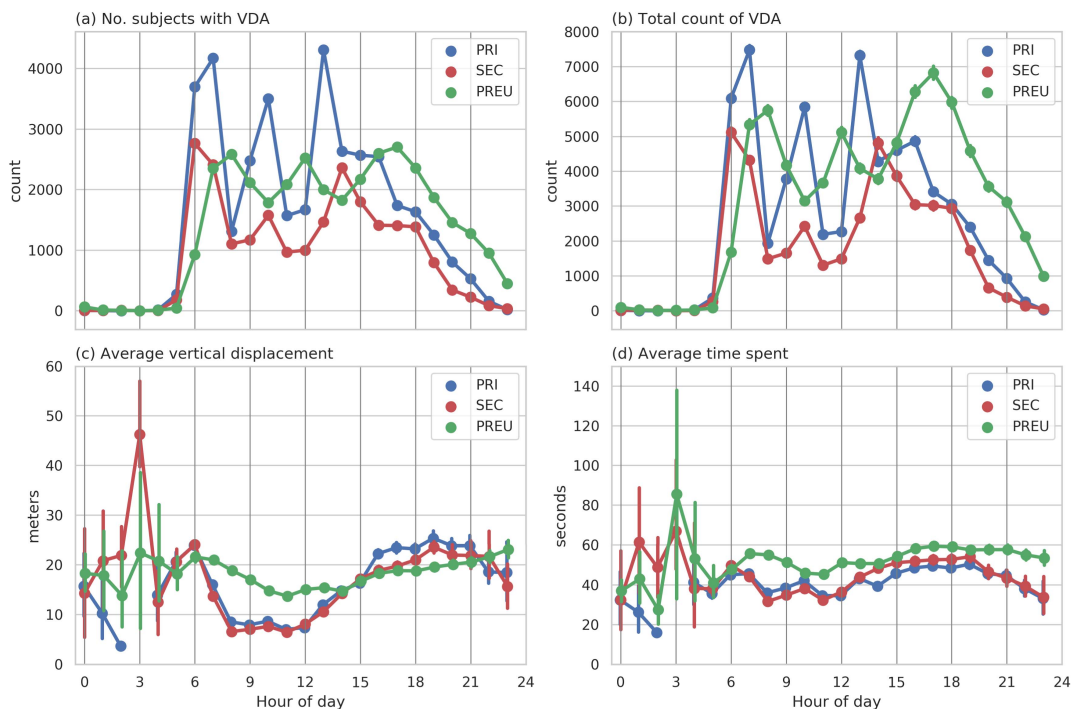 (a) No. subjects with VDA
(b) Total count of VDA
4000
3000
2000
1000
0
count
PRI
SEC
PREU
8000
7000
6000
5000
4000
3000
2000
1000
0
count
PRI
SEC
PREU
(c) Average vertical displacement
(d) Average time spent
60
50
40
30
20
10
0
meters
PRI
SEC
PREU
0 3 6 9 12 15 18 21 24
Hour of day
140
120
100
80
60
40
20
0
seconds
PRI
SEC
PREU
0 3 6 9 12 15 18 21 24
Hour of day